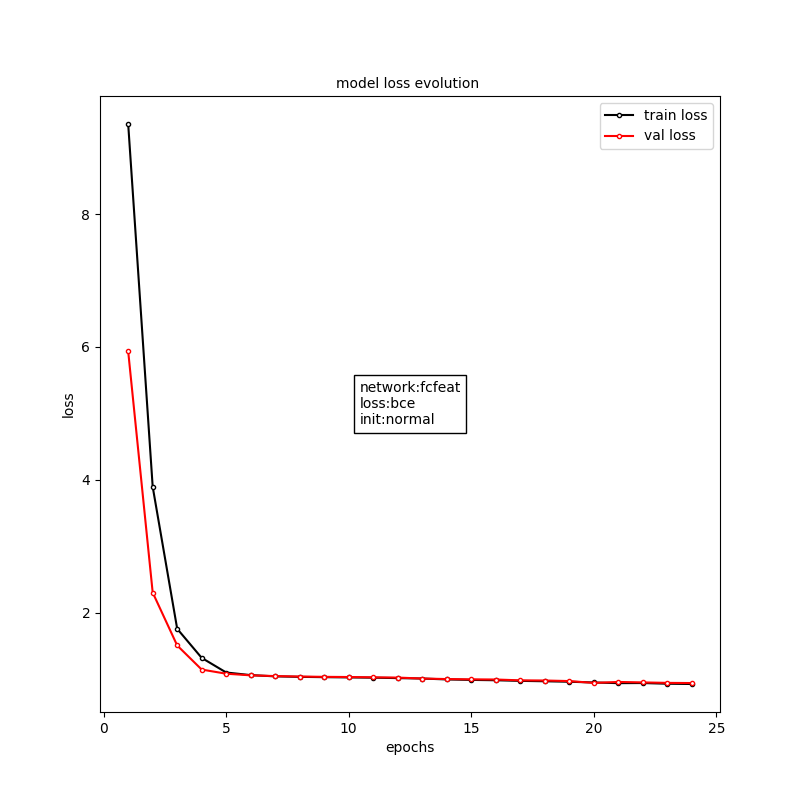 model loss evolution
train loss
val loss
8
6
4
2
loss
network:fcfeat
loss:bce
init:normal
0
5
10
15
20
25
epochs